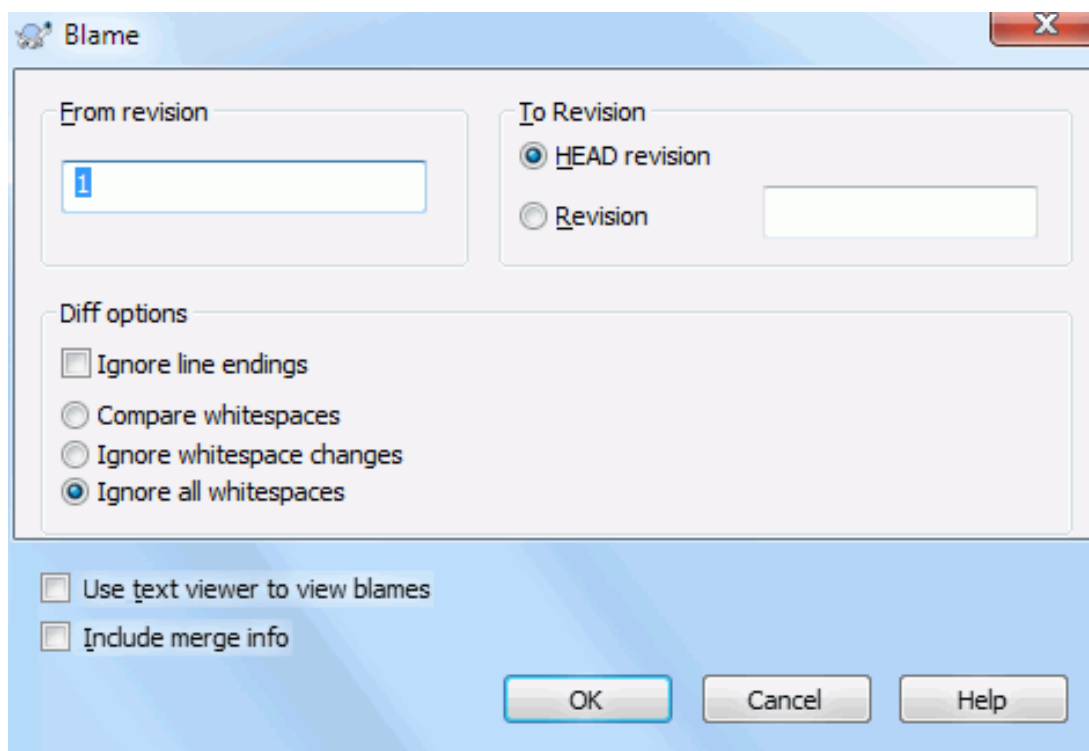 Blame
From revision
1
To Revision
HEAD revision
Revision
Diff options
Ignore line endings
Compare whitespaces
Ignore whitespace changes
Ignore all whitespaces
Use text viewer to view blames
Include merge info
OK Cancel Help